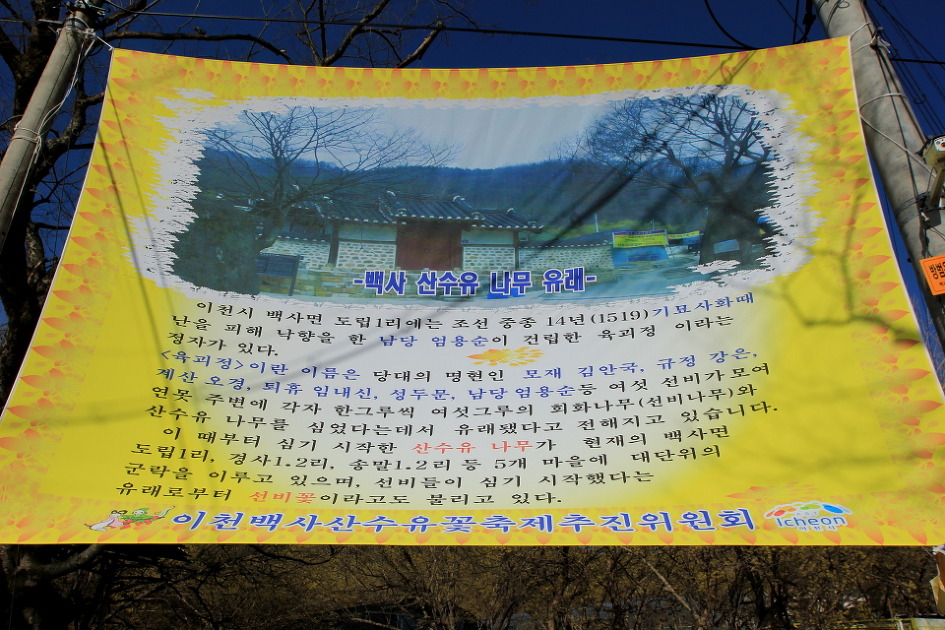 -백사 산수유 나무 유래-
이천시 백사면 도립1리에는 조선 중종 14년(1519)기묘사화때
난을 피해 낙향을 한 남당 엄용순이 건립한 육괴정 이라는
정자가 있다.
<육괴정>이란 이름은 당대의 명현인 모재 김안국, 규정 강은,
계산 오경, 퇴휴 임내신, 성두문, 남당 엄용순등 여섯 선비가모여
연못 주변에 각자 한그루씩 여섯그루의 회화나무(선비나무)와
산수유 나무를 심었다는데서 유래됐다고 전해지고 있습니다.
이 때부터 심기 시작한 산수유 나무가 현재의 백사면
도립1리, 경사1.2리, 송말1.2리 등 5개 마을에 대단위의
군락을 이루고 있으며, 선비들이 심기 시작했다는
유래로부터 선비꽃이라고도 불리고 있다.
이천백사산수유꽃축제추진위원회
Icheon